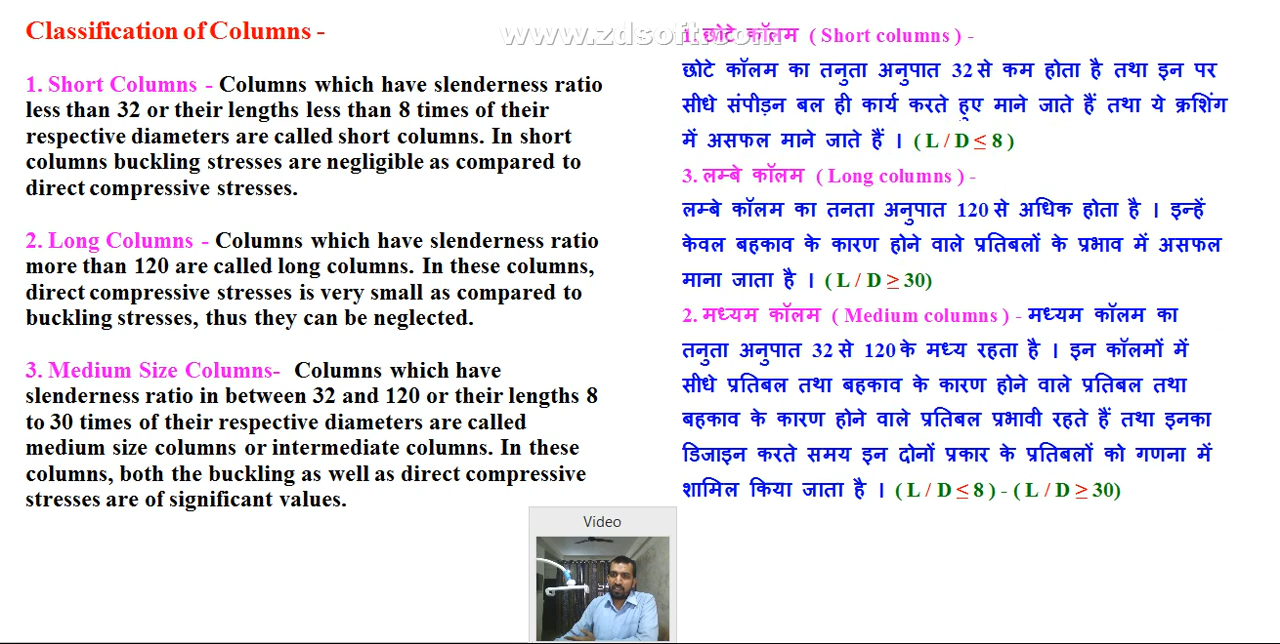 Classification of Columns -
1. Short Columns - Columns which have slenderness ratio
less than 32 or their lengths less than 8 times of their
respective diameters are called short columns. In short
columns buckling stresses are negligible as compared to
direct compressive stresses.
2. Long Columns - Columns which have slenderness ratio
more than 120 are called long columns. In these columns,
direct compressive stresses is very small as compared to
buckling stresses, thus they can be neglected.
3. Medium Size Columns- Columns which have
slenderness ratio in between 32 and 120 or their lengths 8
to 30 times of their respective diameters are called
medium size columns or intermediate columns. In these
columns, both the buckling as well as direct compressive
stresses are of significant values.
www.zdsoft.com
1. छोटे कॉलम ( Short columns ) -
छोटे कॉलम का तनुता अनुपात 32 से कम होता है तथा इन पर
सीधे संपीड़न बल ही कार्य करते हुए माने जाते हैं तथा ये क्रशिंग
में असफल माने जाते हैं । ( L / D ≤ 8 )
3. लम्बे कॉलम ( Long columns ) -
लम्बे कॉलम का तनता अनुपात 120 से अधिक होता है । इन्हें
केवल बहकाव के कारण होने वाले प्रतिबलों के प्रभाव में असफल
माना जाता है । ( L / D ≥ 30)
2. मध्यम कॉलम ( Medium columns ) - मध्यम कॉलम का
तनुता अनुपात 32 से 120 के मध्य रहता है । इन कॉलमों में
सीधे प्रतिबल तथा बहकाव के कारण होने वाले प्रतिबल तथा
बहकाव के कारण होने वाले प्रतिबल प्रभावी रहते हैं तथा इनका
डिजाइन करते समय इन दोनों प्रकार के प्रतिबलों को गणना में
शामिल किया जाता है । ( L / D ≤ 8 ) - ( L / D ≥ 30)
Video